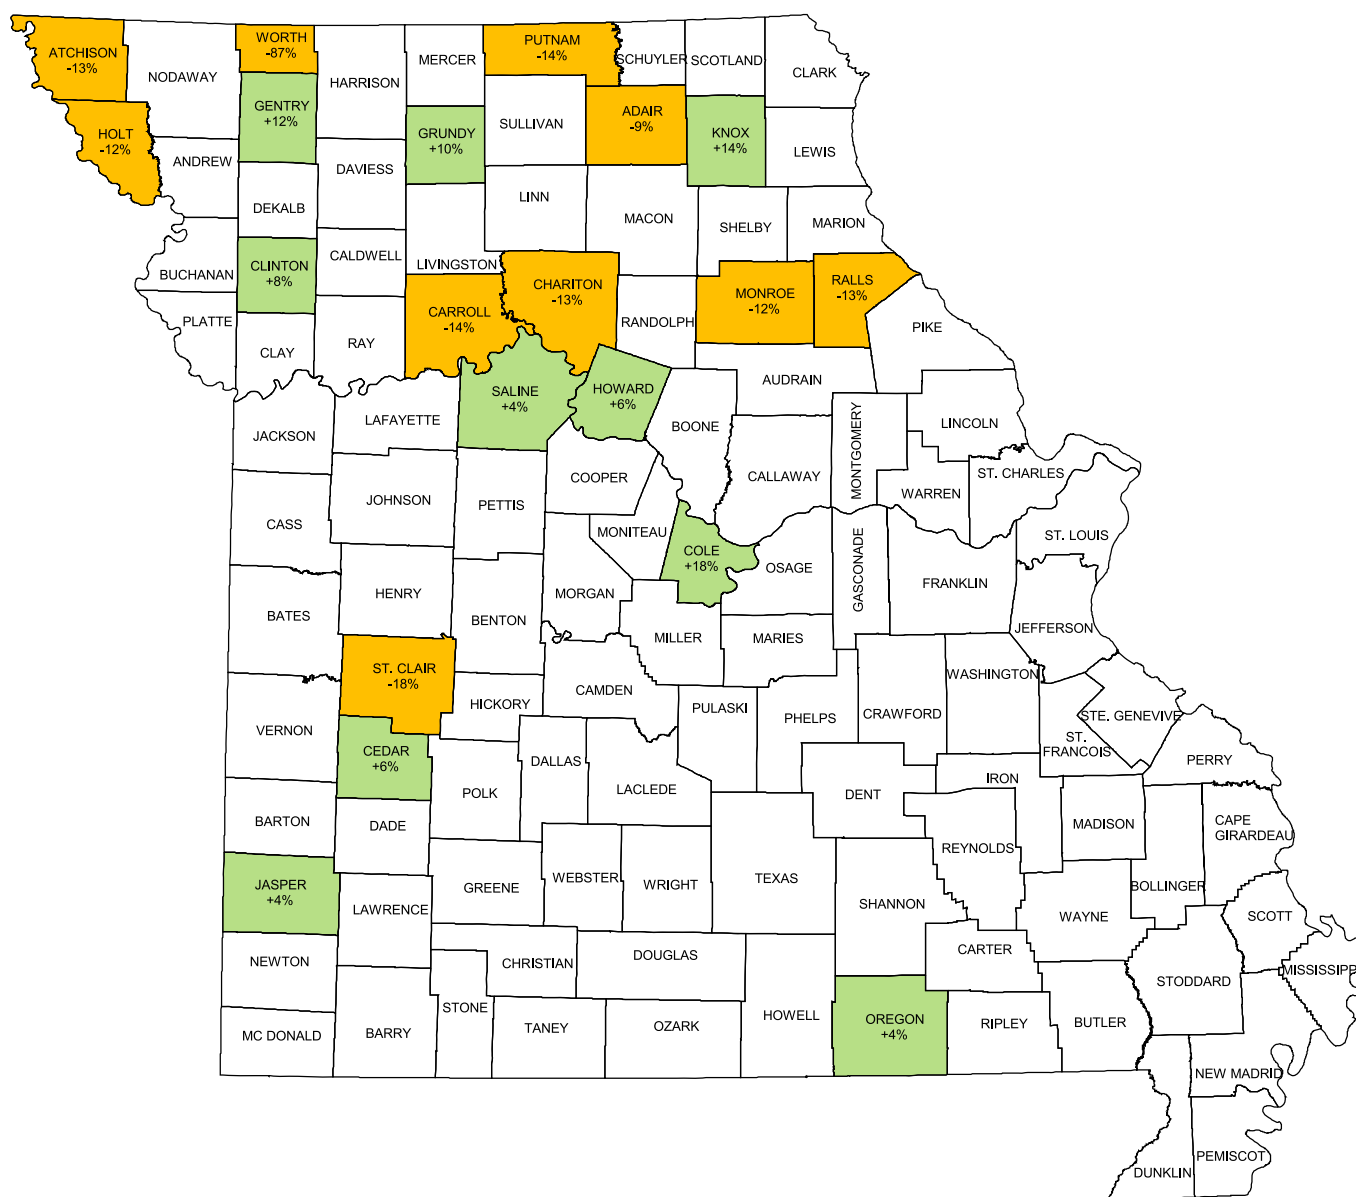 ATCHISON
-13%
NODAWAY
WORTH
-87%
HARRISON
MERCER
PUTNAM
-14%
SCHUYLER
SCOTLAND
CLARK
HOLT
-12%
ANDREW
GENTRY
+12%
DAVIESS
GRUNDY
+10%
SULLIVAN
ADAIR
-9%
KNOX
+14%
LEWIS
DEKALB
LINN
MACON
SHELBY
MARION
BUCHANAN
CLINTON
+8%
CALDWELL
LIVINGSTON
CHARITON
-13%
RANDOLPH
MONROE
-12%
RALLS
-13%
PLATTE
CLAY
RAY
CARROLL
-14%
PIKE
SALINE
+4%
HOWARD
+6%
AUDRAIN
JACKSON
LAFAYETTE
BOONE
MONTGOMERY
LINCOLN
COOPER
CALLAWAY
WARREN
ST. CHARLES
CASS
JOHNSON
PETTIS
MONITEAU
COLE
+18%
OSAGE
GASCONADE
FRANKLIN
ST. LOUIS
BATES
HENRY
BENTON
MORGAN
MILLER
MARIES
JEFFERSON
ST. CLAIR
-18%
HICKORY
CAMDEN
PULASKI
PHELPS
CRAWFORD
WASHINGTON
STE. GENEVIVE
ST.
FRANCOIS
PERRY
VERNON
CEDAR
+6%
POLK
DALLAS
LACLEDE
DENT
IRON
MADISON
CAPE
GIRARDEAU
BARTON
DADE
GREENE
WEBSTER
WRIGHT
TEXAS
REYNOLDS
BOLLINGER
JASPER
+4%
LAWRENCE
SHANNON
WAYNE
SCOTT
NEWTON
CHRISTIAN
DOUGLAS
CARTER
STODDARD
MISSISSIPPI
MC DONALD
BARRY
STONE
TANEY
OZARK
HOWELL
OREGON
+4%
RIPLEY
BUTLER
NEW MADRID
DUNKLIN
PEMISCOT